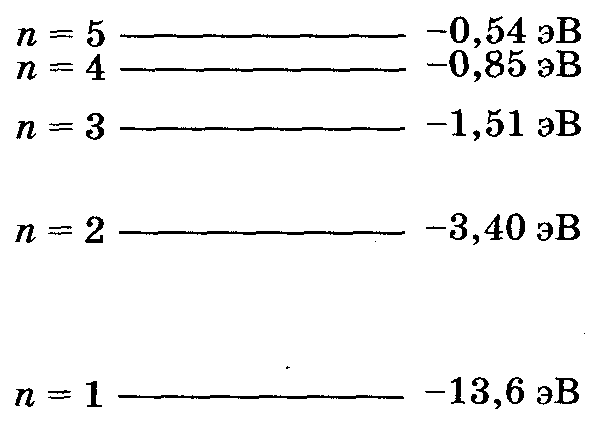 n = 5 −0,54 эВ
n = 4 −0,85 эВ
n = 3 −1,51 эВ
n = 2 −3,40 эВ
n = 1 −13,6 эВ